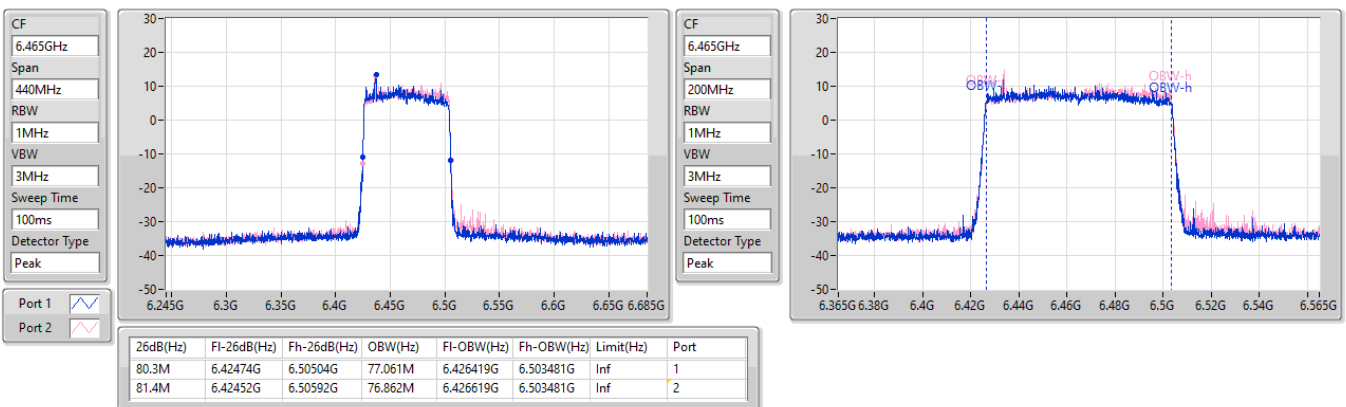 CF
6.465GHz
Span
440MHz
RBW
1MHz
VBW
3MHz
Sweep Time
100ms
Detector Type
Peak
Port 1
Port 2
30
20
10
0
-10
-20
-30
-40
-50
6.245G 6.3G 6.35G 6.4G 6.45G 6.5G 6.55G 6.6G 6.65G 6.685G
CF
6.465GHz
Span
200MHz
RBW
1MHz
VBW
3MHz
Sweep Time
100ms
Detector Type
Peak
30
20
10
0
-10
-20
-30
-40
-50
OBW-h
OBW-h
6.365G 6.38G 6.4G 6.42G 6.44G 6.46G 6.48G 6.5G 6.52G 6.54G 6.565G
26dB(Hz) Fl-26dB(Hz) Fh-26dB(Hz) OBW(Hz) Fl-OBW(Hz) Fh-OBW(Hz) Limit(Hz) Port
80.3M 6.42474G 6.50504G 77.061M 6.426419G 6.503481G Inf 1
81.4M 6.42452G 6.50592G 76.862M 6.426619G 6.503481G Inf 2